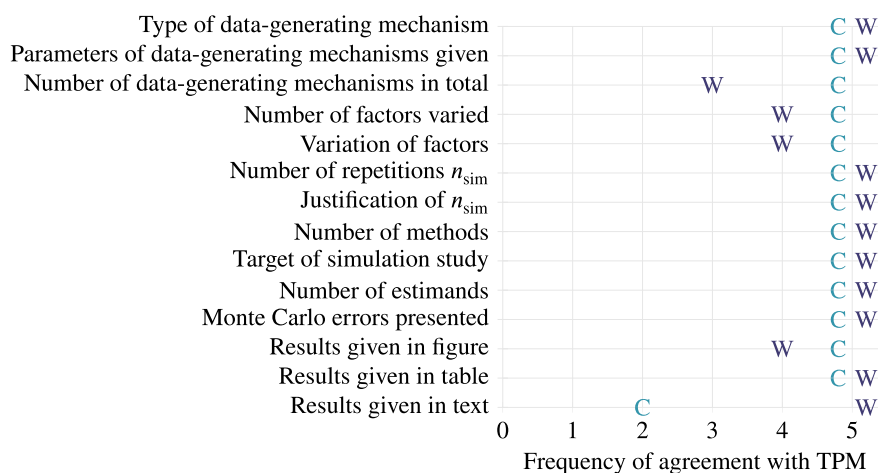 Type of data-generating mechanism C W
Parameters of data-generating mechanisms given C W
Number of data-generating mechanisms in total W C
Number of factors varied W C
Variation of factors W C
Number of repetitions nsim C W
Justification of nsim C W
Number of methods C W
Target of simulation study C W
Number of estimands C W
Monte Carlo errors presented C W
Results given in figure W C
Results given in table C W
Results given in text C W
0 1 2 3 4 5
Frequency of agreement with TPM